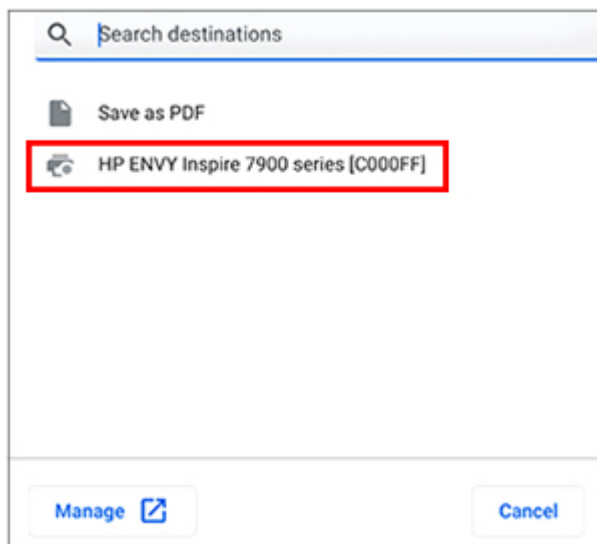 Search destinations
Save as PDF
HP ENVY Inspire 7900 series [C000FF]
Manage
Cancel